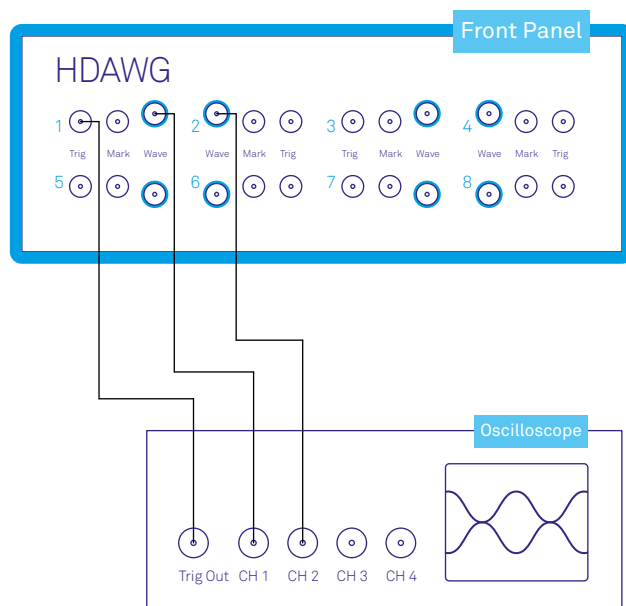 Front Panel
HDAWG
1 2 3 4
Trig Mark Wave Wave Mark Trig Trig Mark Wave Wave Mark Trig
5 6 7 8
Oscilloscope
Trig Out CH 1 CH 2 CH 3 CH 4